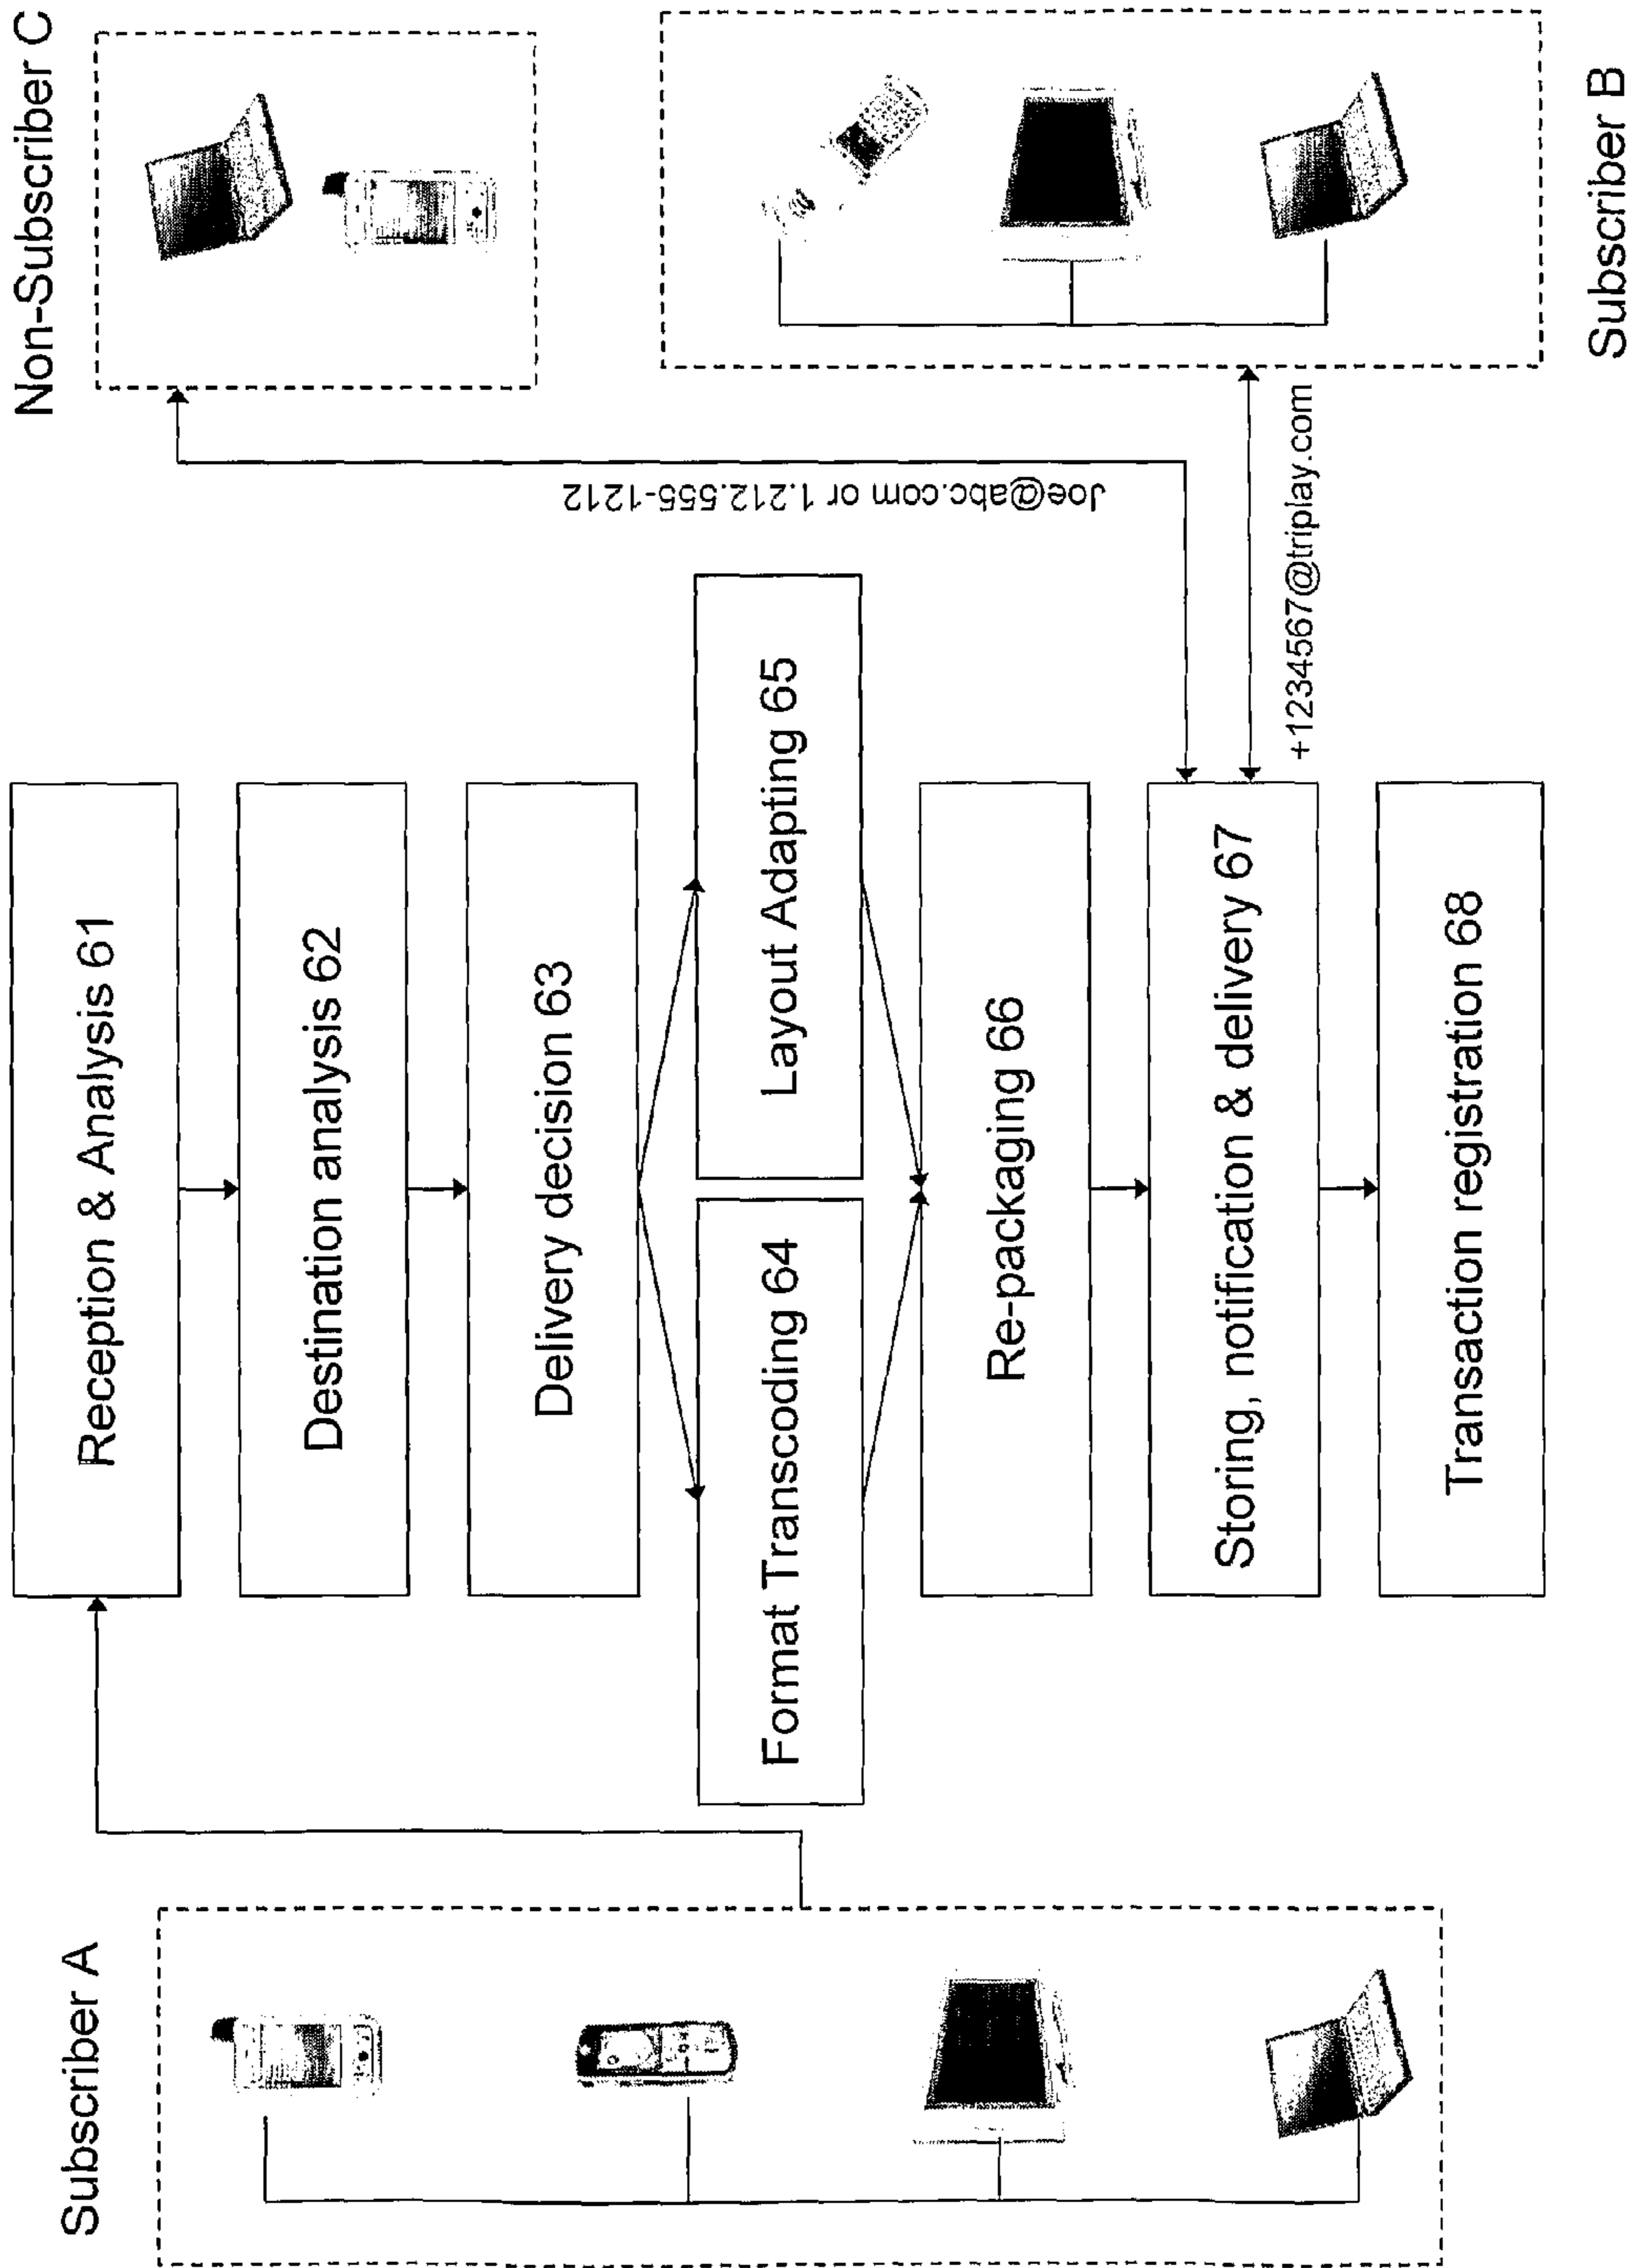 Subscriber A
Reception & Analysis 61
Destination analysis 62
Delivery decision 63
Format Transcoding 64
Layout Adapting 65
Re-packaging 66
Storing, notification & delivery 67
Transaction registration 68
Joe@abc.com or 1.212.555-1212
+1234567@triplay.com
Non-Subscriber C
Subscriber B